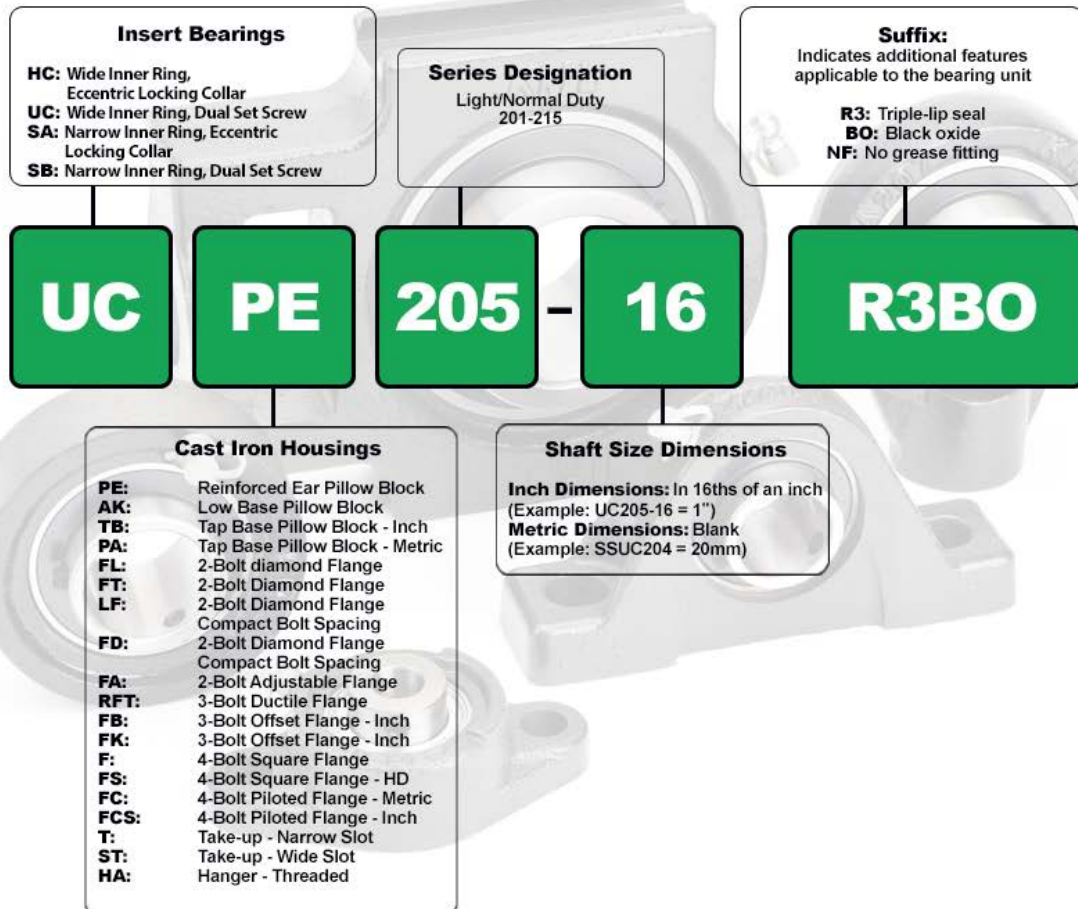 Insert Bearings
HC: Wide Inner Ring,
Eccentric Locking Collar
UC: Wide Inner Ring, Dual Set Screw
SA: Narrow Inner Ring, Eccentric
Locking Collar
SB: Narrow Inner Ring, Dual Set Screw
Series Designation
Light/Normal Duty
201-215
Suffix:
Indicates additional features
applicable to the bearing unit
R3: Triple-lip seal
BO: Black oxide
NF: No grease fitting
UC PE 205 - 16 R3BO
Cast Iron Housings
PE: Reinforced Ear Pillow Block
AK: Low Base Pillow Block
TB: Tap Base Pillow Block - Inch
PA: Tap Base Pillow Block - Metric
FL: 2-Bolt diamond Flange
FT: 2-Bolt Diamond Flange
LF: 2-Bolt Diamond Flange
Compact Bolt Spacing
FD: 2-Bolt Diamond Flange
Compact Bolt Spacing
FA: 2-Bolt Adjustable Flange
RFT: 3-Bolt Ductile Flange
FB: 3-Bolt Offset Flange - Inch
FK: 3-Bolt Offset Flange - Inch
F: 4-Bolt Square Flange
FS: 4-Bolt Square Flange - HD
FC: 4-Bolt Piloted Flange - Metric
FCS: 4-Bolt Piloted Flange - Inch
T: Take-up - Narrow Slot
ST: Take-up - Wide Slot
HA: Hanger - Threaded
Shaft Size Dimensions
Inch Dimensions: In 16ths of an inch
(Example: UC205-16 = 1")
Metric Dimensions: Blank
(Example: SSUC204 = 20mm)